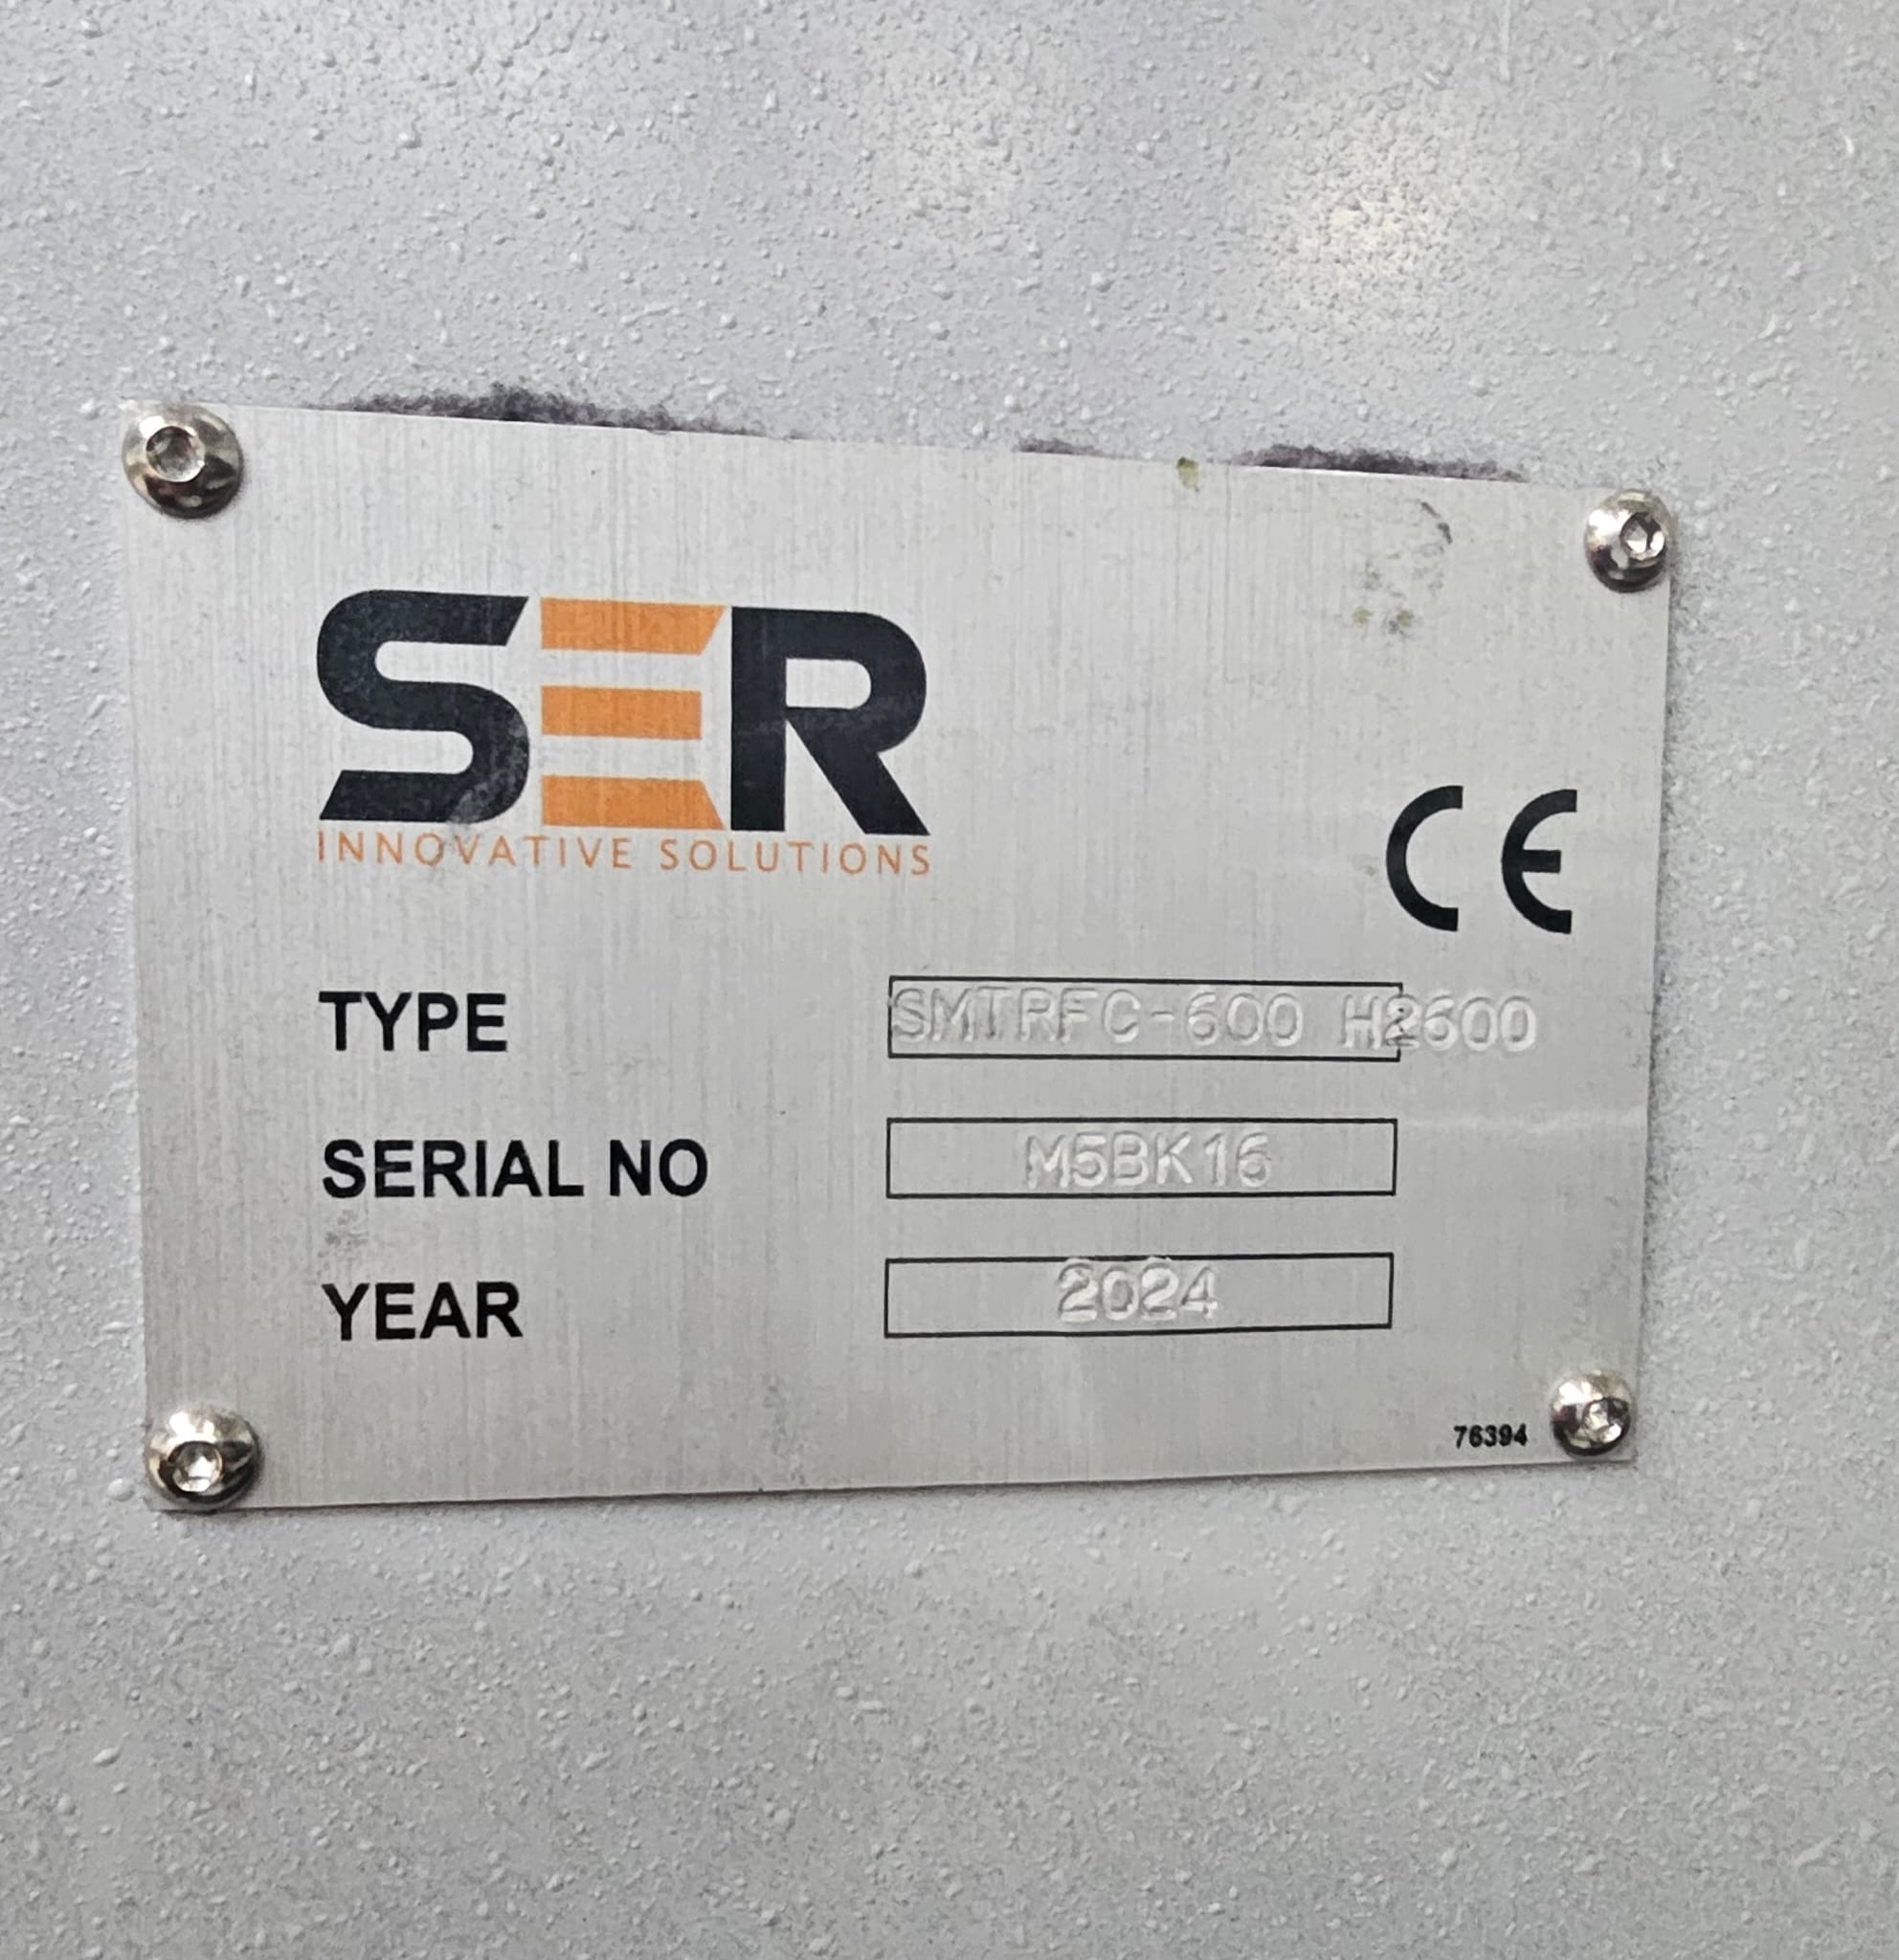 SER
INNOVATIVE SOLUTIONS
CE
TYPE SMTRFC-600 H2600
SERIAL NO M5BK16
YEAR 2024
76394